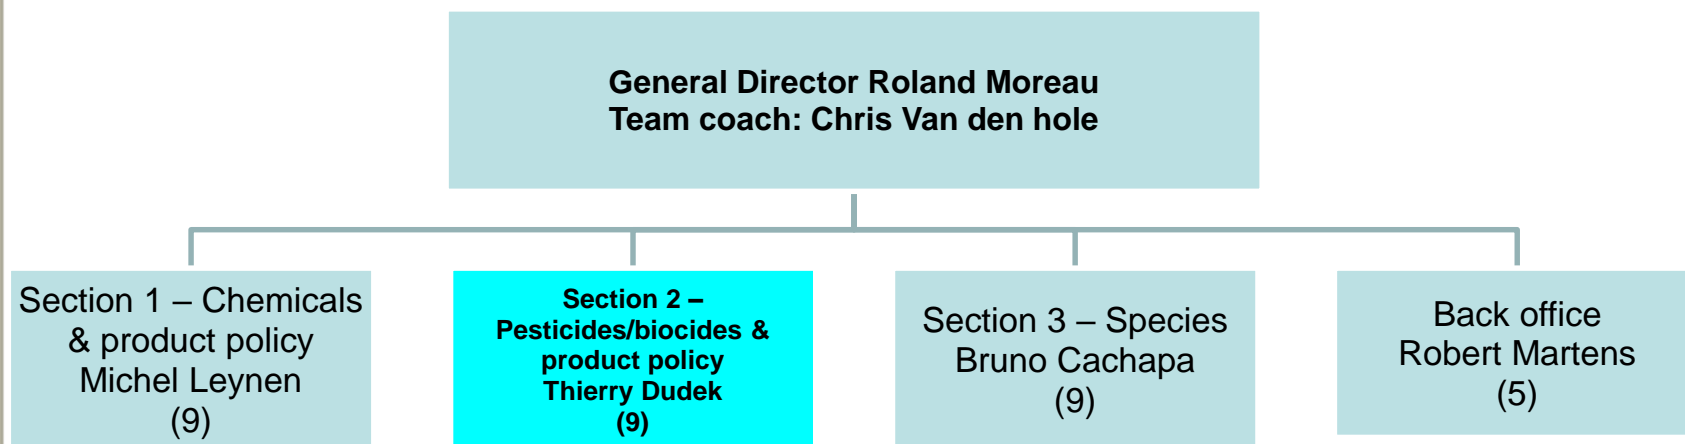 General Director Roland Moreau
Team coach: Chris Van den hole
Section 1 – Chemicals
& product policy
Michel Leynen
(9)
Section 2 –
Pesticides/biocides &
product policy
Thierry Dudek
(9)
Section 3 – Species
Bruno Cachapa
(9)
Back office
Robert Martens
(5)